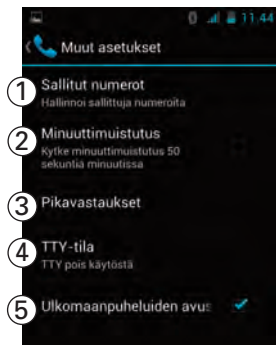 11.44
Muut asetukset
1 Sallitut numerot
Hallinnoi sallittuja numeroita
2 Minuuttimuistutus
Kytke minuuttimuistutus 50
sekuntia minuutissa
3 Pikavastaukset
4 TTY-tila
TTY pois käytöstä
5 Ulkomaanpuheluiden avus